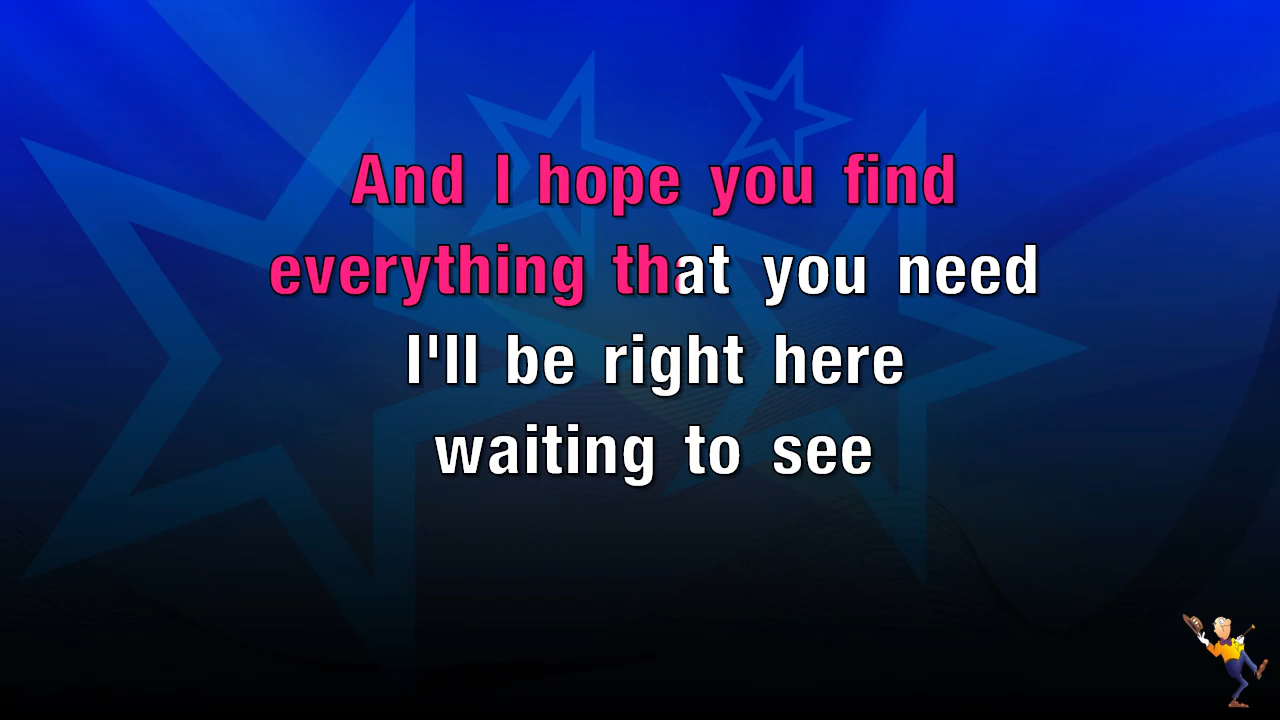 And I hope you find
everything that you need
I'll be right here
waiting to see